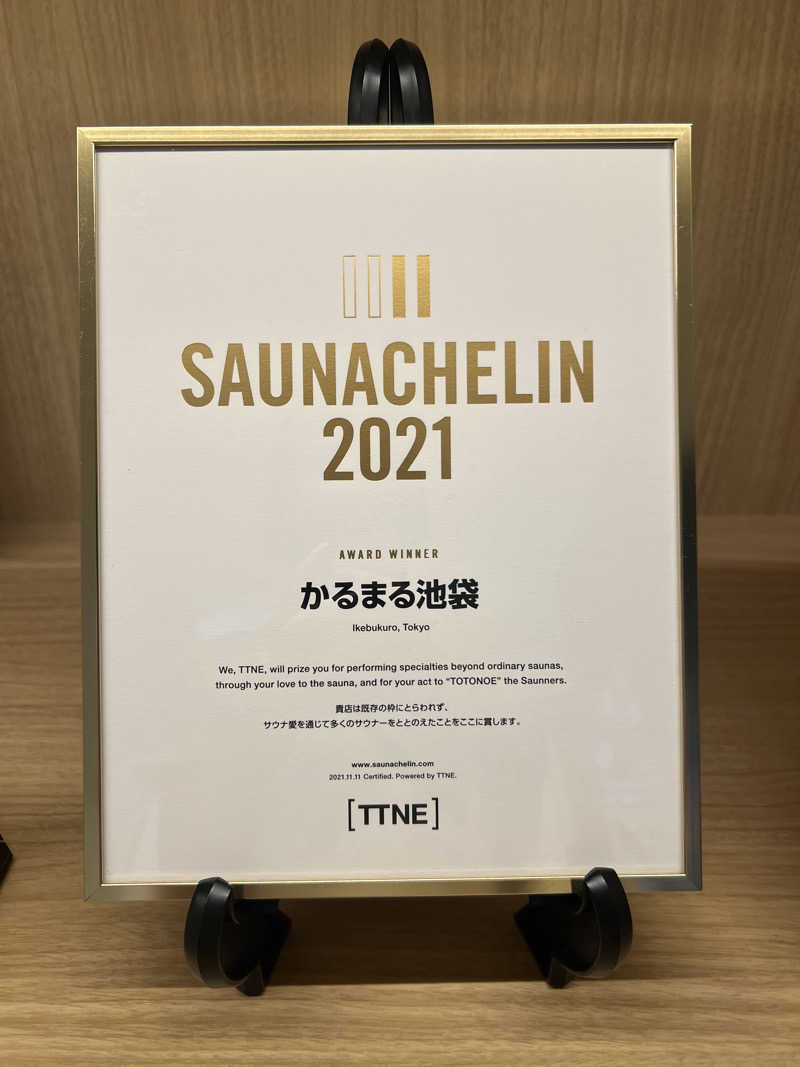 SAUNACHELIN
2021
AWARD WINNER
かるまる池袋
Ikebukuro, Tokyo
We, TTNE, will prize you for performing specialties beyond ordinary saunas,
through your love to the sauna, and for your act to “TOTONOE” the Saunners.
貴店は既存の枠にとらわれず、
サウナ愛を通じて多くのサウナーをととのえたことをここに賞します。
www.saunachelin.com
2021.11.11 Certified. Powered by TTNE.
[TTNE]